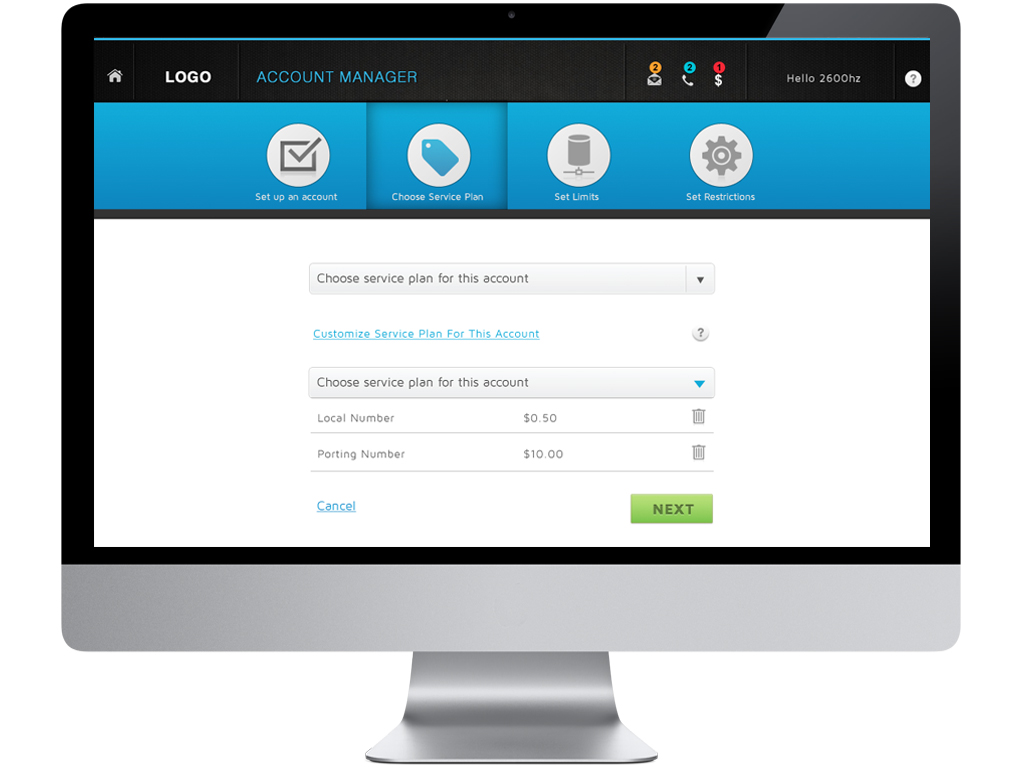 LOGO
ACCOUNT MANAGER
2
2
1
$
Hello 2600hz
?
Set up an account
Choose Service Plan
Set Limits
Set Restrictions
Choose service plan for this account
Customize Service Plan For This Account
?
Choose service plan for this account
Local Number $0.50
Porting Number $10.00
Cancel
NEXT